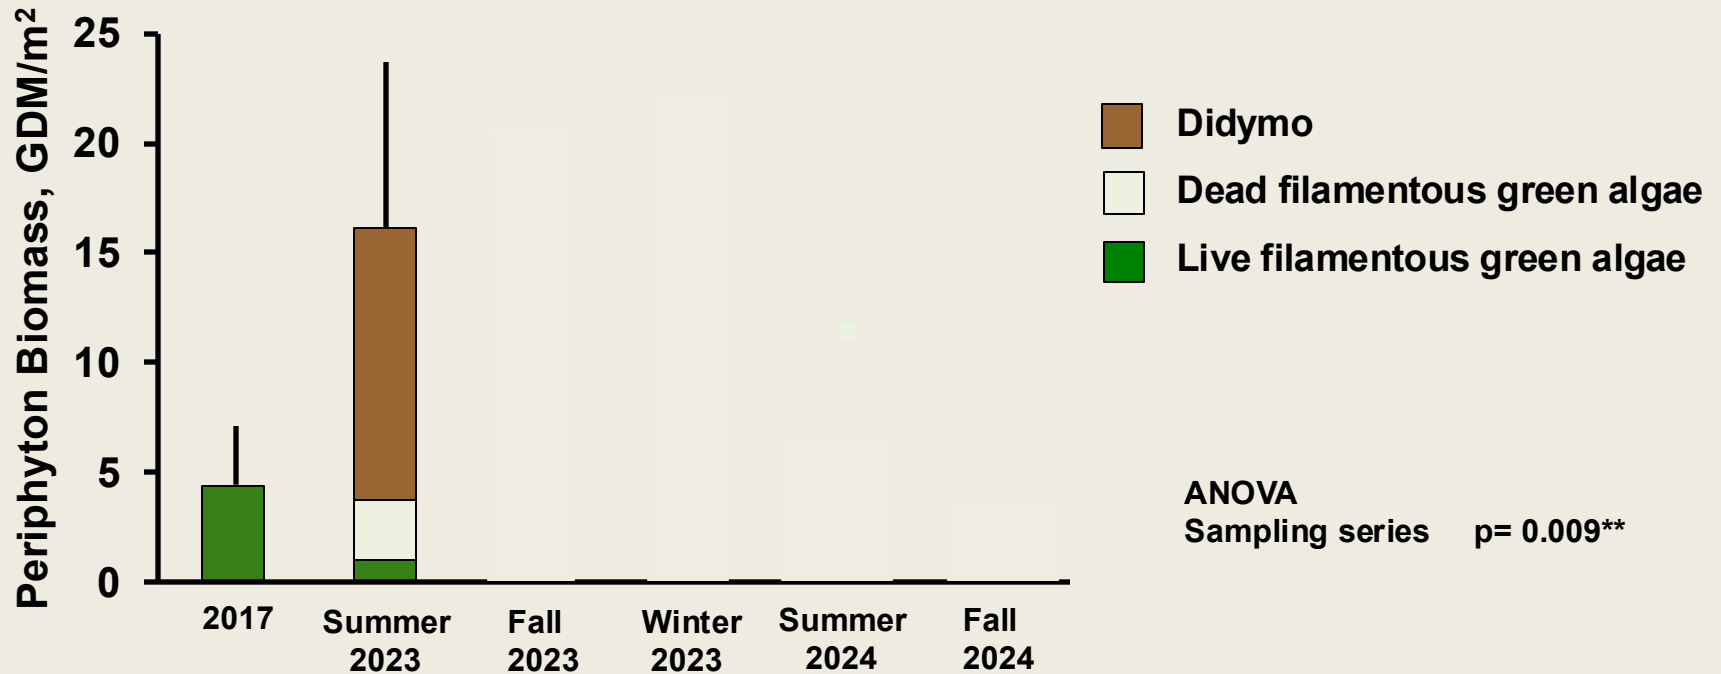 Periphyton Biomass, GDM/m²
25
20
15
10
5
0
2017
Summer
2023
Fall
2023
Winter
2023
Summer
2024
Fall
2024
Didymo
Dead filamentous green algae
Live filamentous green algae
ANOVA
Sampling series p= 0.009**